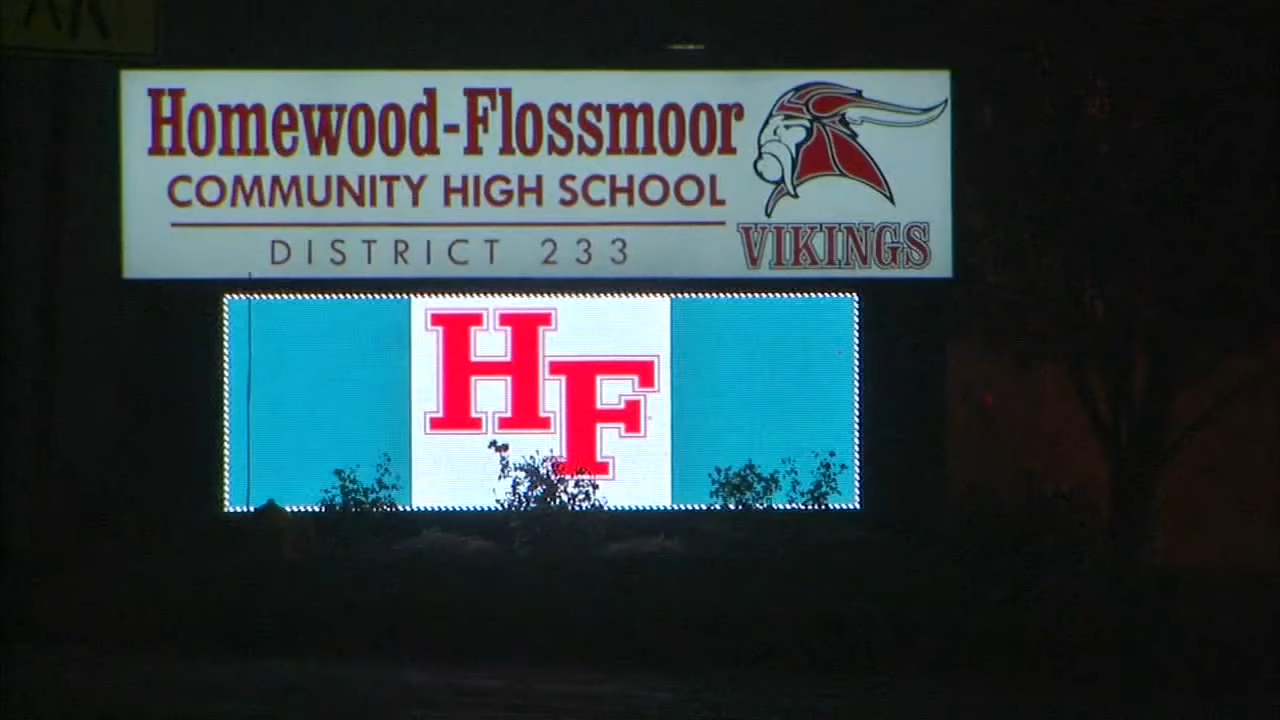 Homewood-Flossmoor
COMMUNITY HIGH SCHOOL
DISTRICT 233
VIKINGS
HF